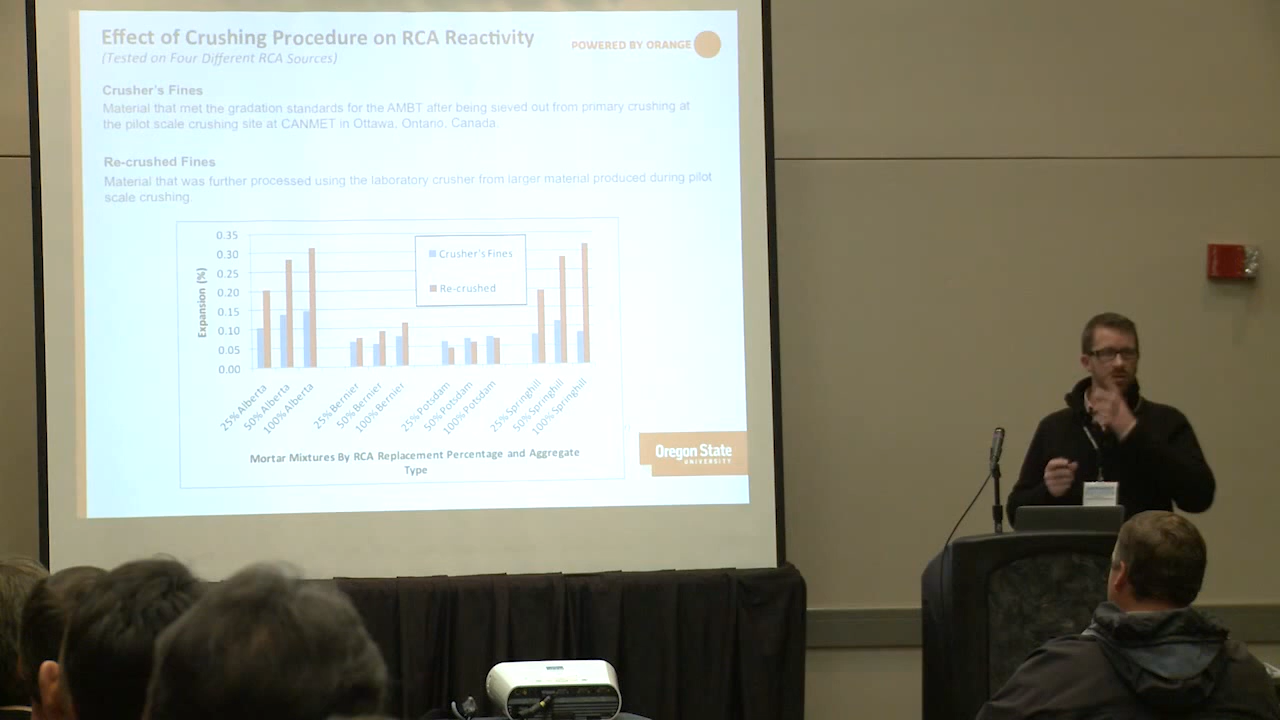 Effect of Crushing Procedure on RCA Reactivity
POWERED BY ORANGE
(Tested on Four Different RCA Sources)
Crusher's Fines
Material that met the gradation standards for the AMBT after being sieved out from primary crushing at
the pilot scale crushing site at CANMET in Ottawa, Ontario, Canada.
Re-crushed Fines
Material that was further processed using the laboratory crusher from larger material produced during pilot
scale crushing.
0.35
0.30
0.25
0.20
0.15
0.10
0.05
0.00
Expansion (%)
Crusher's Fines
Re-crushed
25% Alberta
50% Alberta
100% Alberta
25% Bernier
50% Bernier
100% Bernier
25% Potsdam
50% Potsdam
100% Potsdam
25% Springhill
50% Springhill
100% Springhill
Mortar Mixtures By RCA Replacement Percentage and Aggregate
Type
Oregon State
UNIVERSITY